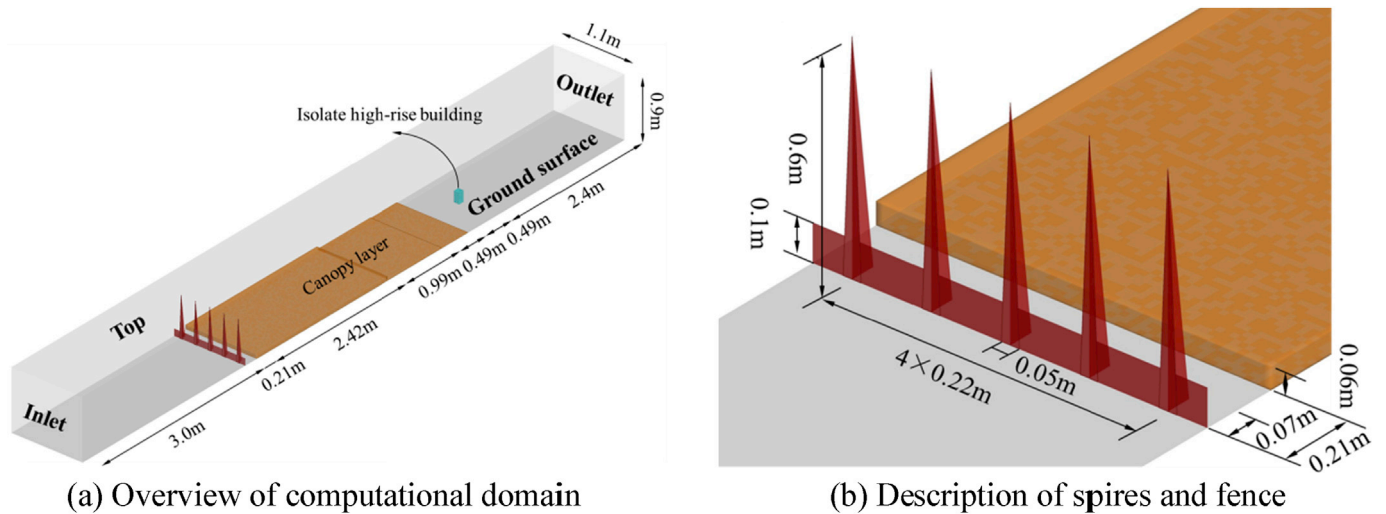 1.1m
Outlet
0.9m
Isolate high-rise building
Ground surface
2.4m
0.49m
0.49m
Canopy layer
0.99m
Top
2.42m
0.21m
Inlet
3.0m
(a) Overview of computational domain
0.6m
0.1m
4×0.22m
0.05m
0.06m
0.07m
0.21m
(b) Description of spires and fence